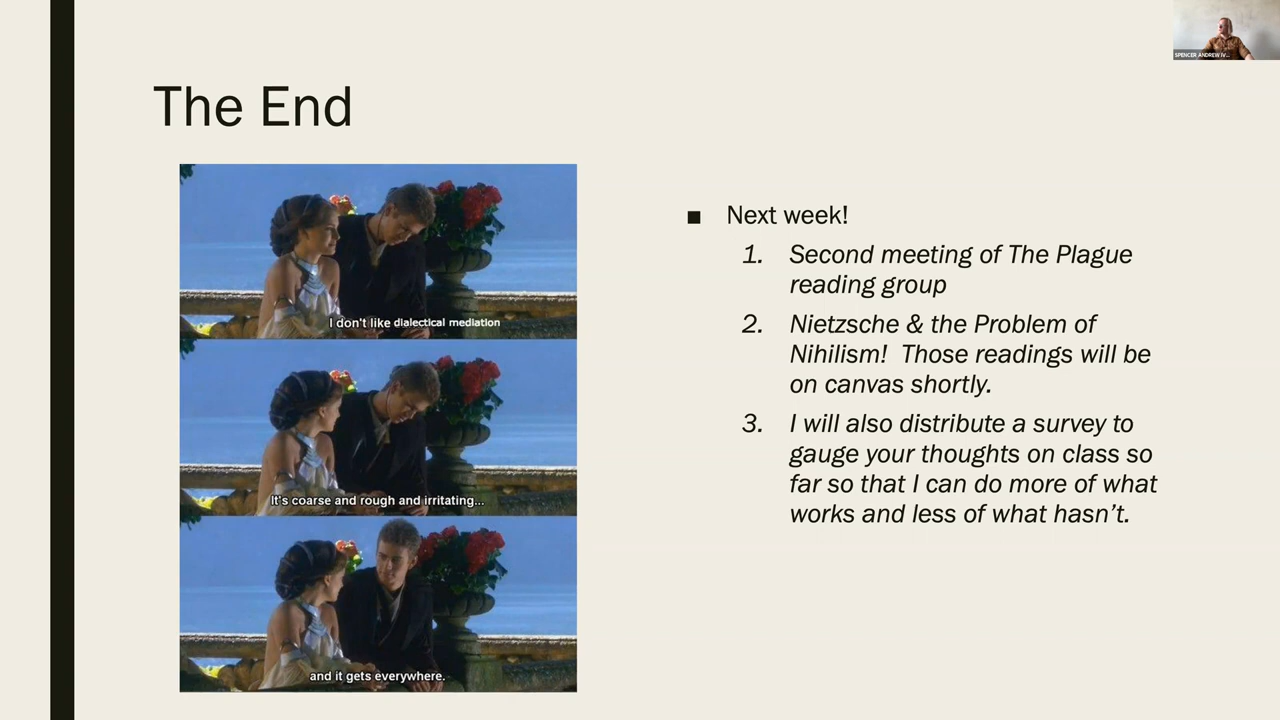 SPENCER ANDREW IV...
The End
I don't like dialectical mediation
It's coarse and rough and irritating...
and it gets everywhere.
■ Next week!
1. Second meeting of The Plague
reading group
2. Nietzsche & the Problem of
Nihilism! Those readings will be
on canvas shortly.
3. I will also distribute a survey to
gauge your thoughts on class so
far so that I can do more of what
works and less of what hasn’t.